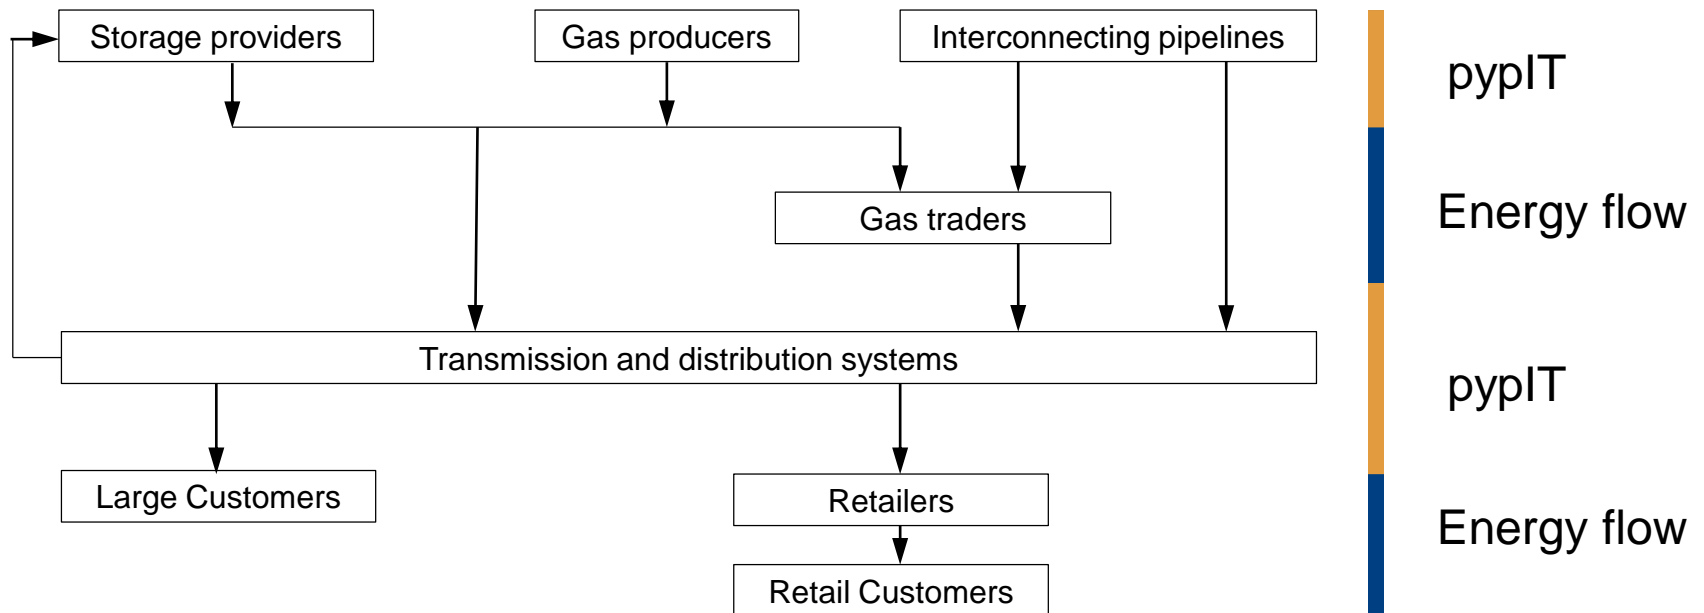 Storage providers
Gas producers
Interconnecting pipelines
pypIT
Gas traders
Energy flow
Transmission and distribution systems
pypIT
Large Customers
Retailers
Energy flow
Retail Customers